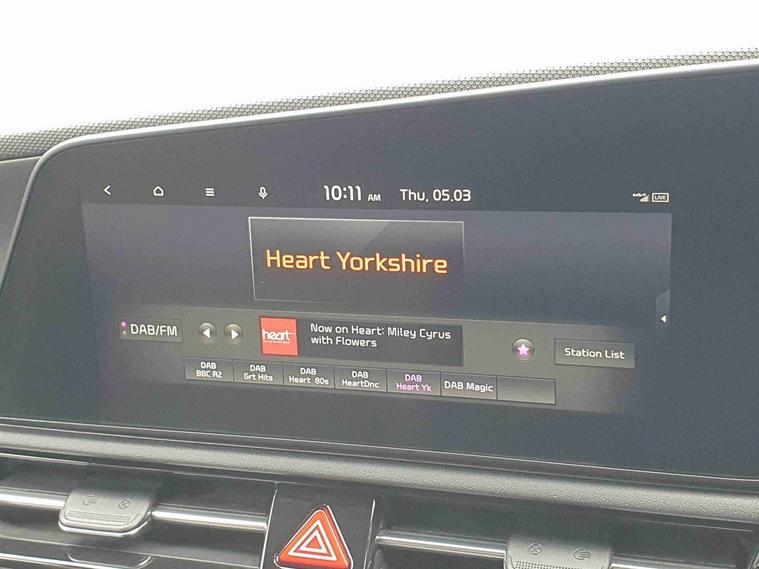 10:11 AM Thu, 05.03
LIVE
Heart Yorkshire
DAB/FM
heart
Now on Heart: Miley Cyrus
with Flowers
Station List
DAB
BBC R2
DAB
Grt Hits
DAB
Heart 80s
DAB
HeartDnc
DAB
Heart Yk
DAB Magic